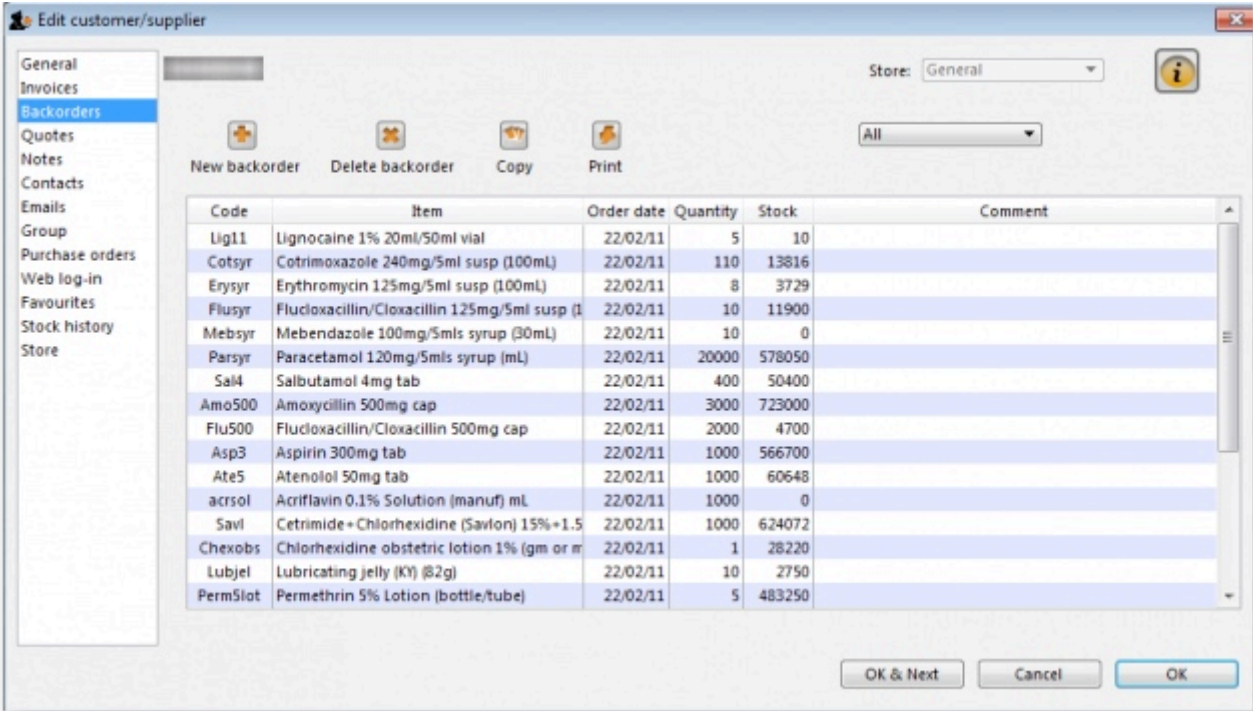 Edit customer/supplier
General
Invoices
Backorders
Quotes
Notes
Contacts
Emails
Group
Purchase orders
Web log-in
Favourites
Stock history
Store
Store: General
All
New backorder Delete backorder Copy Print
Code Item Order date Quantity Stock Comment
Lig11 Lignocaine 1% 20ml/50ml vial 22/02/11 5 10
Cotsyr Cotrimoxazole 240mg/5ml susp (100mL) 22/02/11 110 13816
Erysyr Erythromycin 125mg/5ml susp (100mL) 22/02/11 8 3729
Flusyr Flucloxacillin/Cloxacillin 125mg/5ml susp (1 22/02/11 10 11900
Mebsyr Mebendazole 100mg/5mls syrup (30mL) 22/02/11 10 0
Parsyr Paracetamol 120mg/5mls syrup (mL) 22/02/11 20000 578050
Sal4 Salbutamol 4mg tab 22/02/11 400 50400
Amo500 Amoxycillin 500mg cap 22/02/11 3000 723000
Flu500 Flucloxacillin/Cloxacillin 500mg cap 22/02/11 2000 4700
Asp3 Aspirin 300mg tab 22/02/11 1000 566700
Ate5 Atenolol 50mg tab 22/02/11 1000 60648
acrsol Acriflavin 0.1% Solution (manuf) mL 22/02/11 1000 0
Savl Cetrimide+Chlorhexidine (Savlon) 15%+1.5 22/02/11 1000 624072
Chexobs Chlorhexidine obstetric lotion 1% (gm or m 22/02/11 1 28220
Lubjel Lubricating jelly (KY) (82g) 22/02/11 10 2750
Perm5lot Permethrin 5% Lotion (bottle/tube) 22/02/11 5 483250
OK & Next Cancel OK